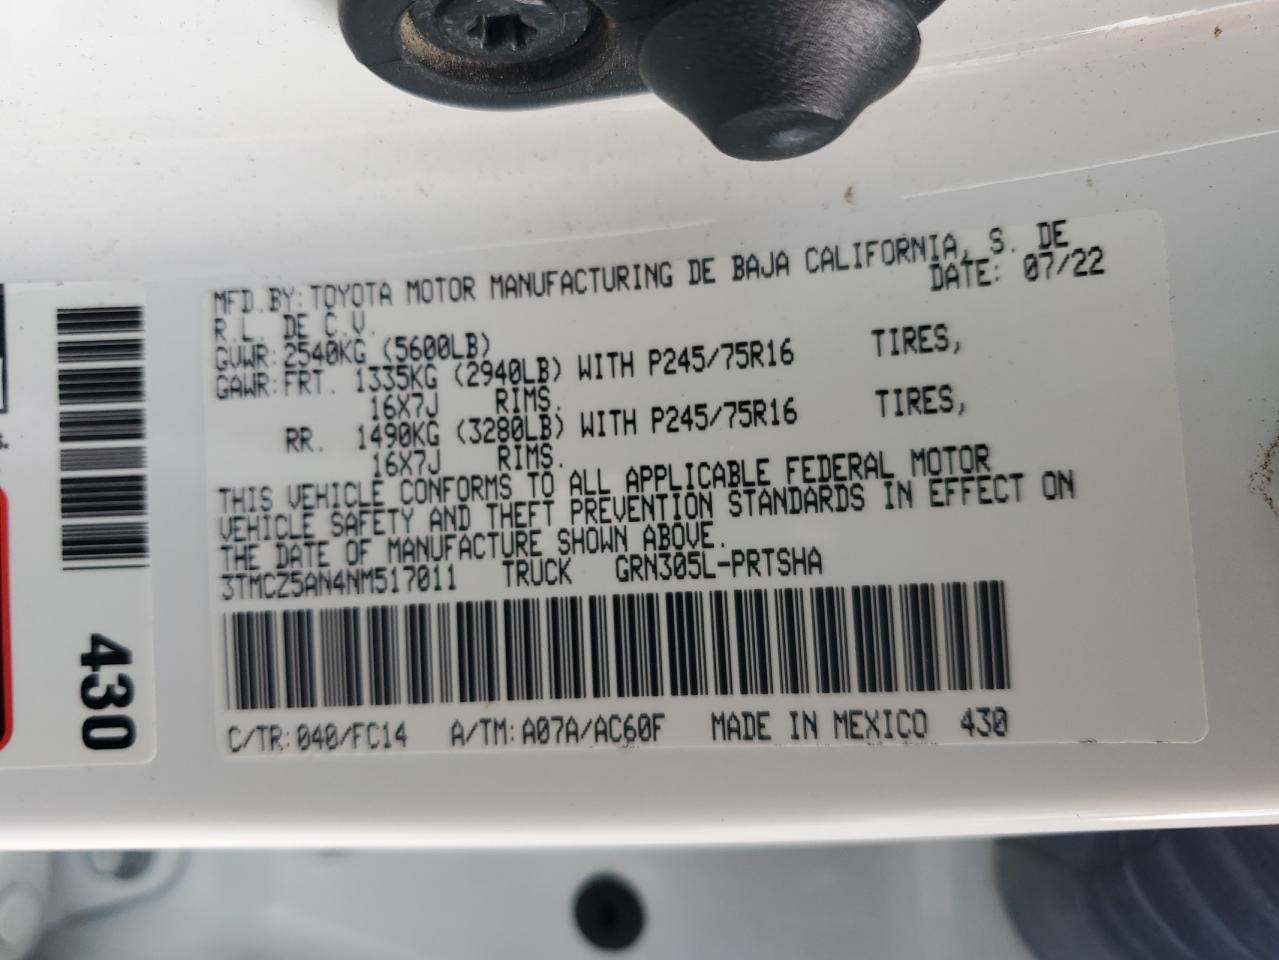 MFD.BY: TOYOTA MOTOR MANUFACTURING DE BAJA CALIFORNIA, S. DE
R.L. DE C.V. DATE: 07/22
GVWR: 2540KG (5600LB)
GAWR: FRT. 1335KG (2940LB) WITH P245/75R16 TIRES,
16X7J RIMS.
RR. 1490KG (3280LB) WITH P245/75R16 TIRES,
16X7J RIMS.
THIS VEHICLE CONFORMS TO ALL APPLICABLE FEDERAL MOTOR
VEHICLE SAFETY AND THEFT PREVENTION STANDARDS IN EFFECT ON
THE DATE OF MANUFACTURE SHOWN ABOVE.
3TMCZ5AN4NM517011 TRUCK GRN305L-PRTSHA
C/TR: 040/FC14 A/TM: A07A/AC60F MADE IN MEXICO 430
430
s.